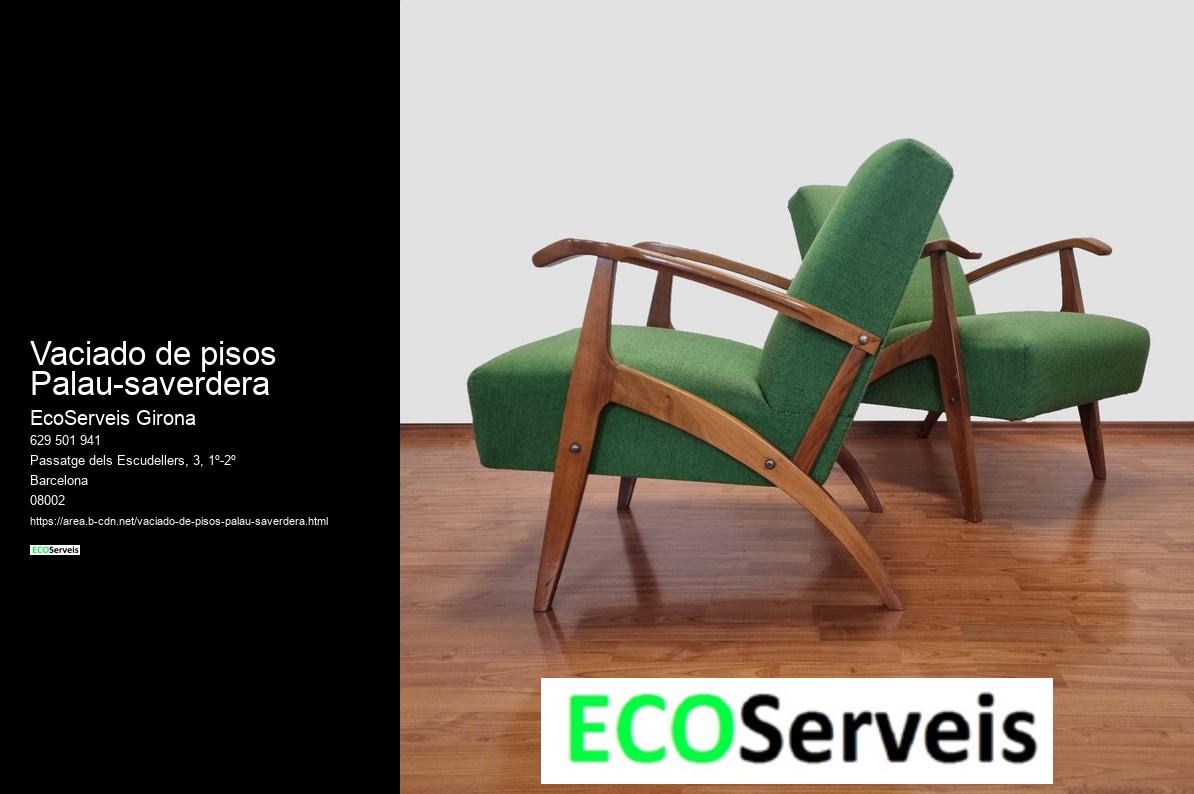 Vaciado de pisos
Palau-saverdera
EcoServeis Girona
629 501 941
Passatge dels Escudellers, 3, 1º-2º
Barcelona
08002
https://area.b-cdn.net/vaciado-de-pisos-palau-saverdera.html
ECOServeis
ECOServeis